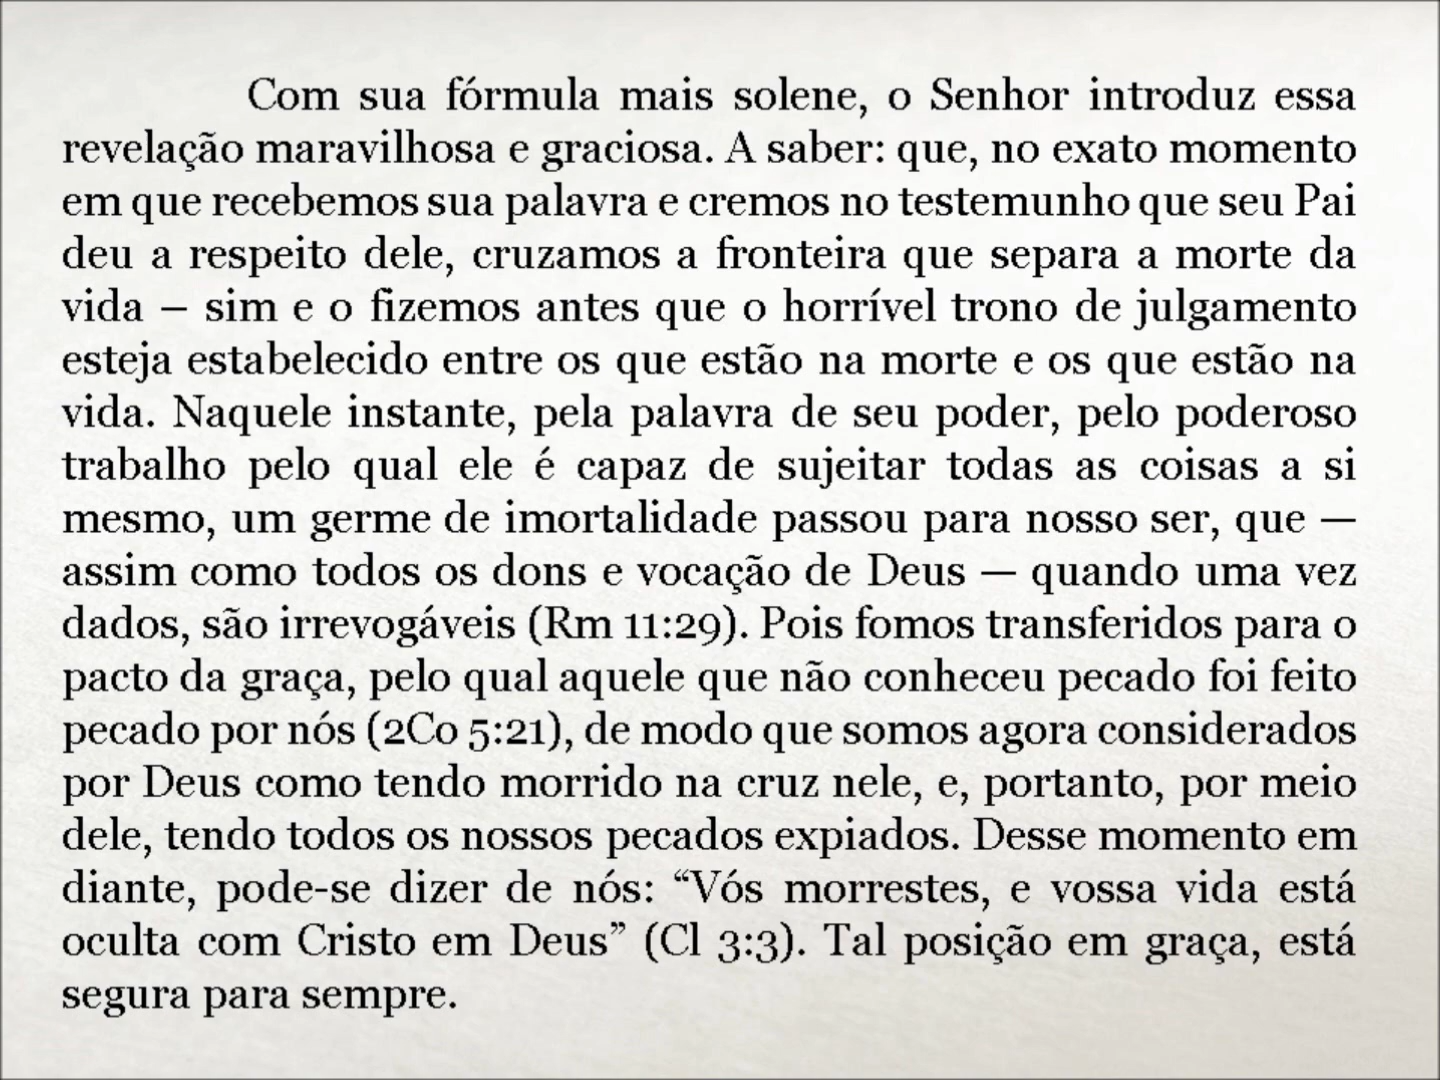 Com sua fórmula mais solene, o Senhor introduz essa
revelação maravilhosa e graciosa. A saber: que, no exato momento
em que recebemos sua palavra e cremos no testemunho que seu Pai
deu a respeito dele, cruzamos a fronteira que separa a morte da
vida – sim e o fizemos antes que o horrível trono de julgamento
esteja estabelecido entre os que estão na morte e os que estão na
vida. Naquele instante, pela palavra de seu poder, pelo poderoso
trabalho pelo qual ele é capaz de sujeitar todas as coisas a si
mesmo, um germe de imortalidade passou para nosso ser, que —
assim como todos os dons e vocação de Deus — quando uma vez
dados, são irrevogáveis (Rm 11:29). Pois fomos transferidos para o
pacto da graça, pelo qual aquele que não conheceu pecado foi feito
pecado por nós (2Co 5:21), de modo que somos agora considerados
por Deus como tendo morrido na cruz nele, e, portanto, por meio
dele, tendo todos os nossos pecados expiados. Desse momento em
diante, pode-se dizer de nós: “Vós morrestes, e vossa vida está
oculta com Cristo em Deus” (Cl 3:3). Tal posição em graça, está
segura para sempre.